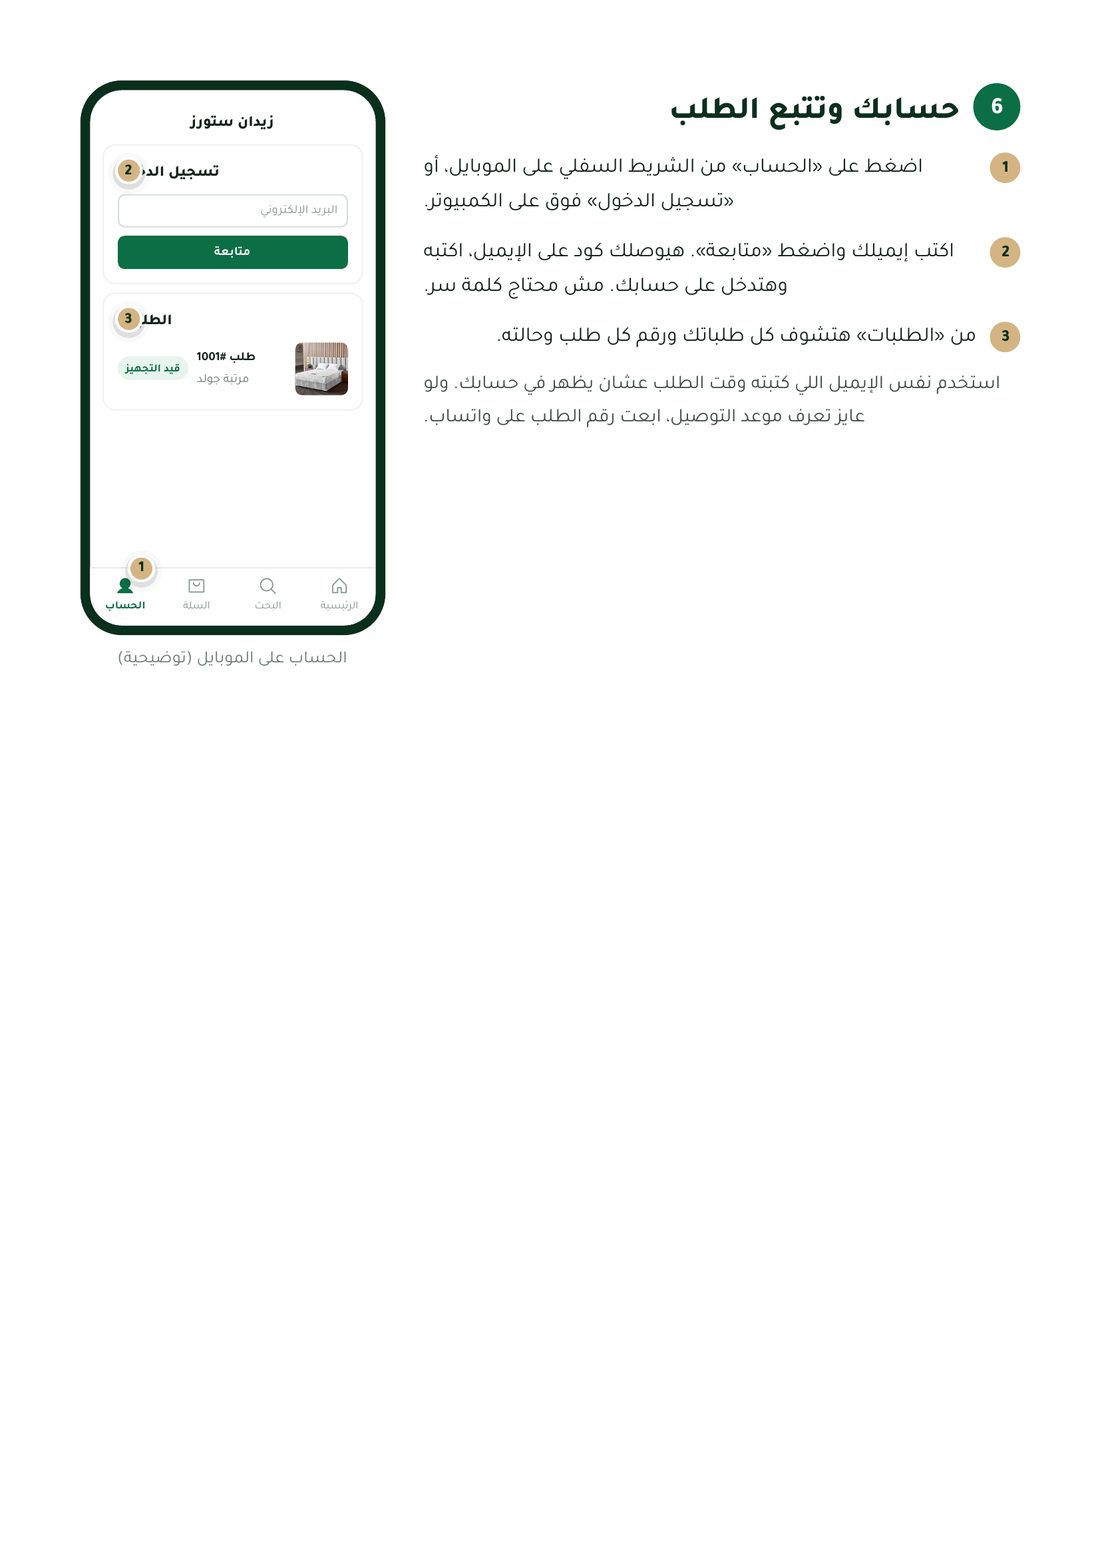 6 حسابك وتتبع الطلب
1 اضغط على «الحساب» من الشريط السفلي على الموبايل، أو
«تسجيل الدخول» فوق على الكمبيوتر.
2 اكتب إيميلك واضغط «متابعة». هيوصلك كود على الإيميل، اكتبه
وهتدخل على حسابك. مش محتاج كلمة سر.
3 من «الطلبات» هتشوف كل طلباتك ورقم كل طلب وحالته.
استخدم نفس الإيميل اللي كتبته وقت الطلب عشان يظهر في حسابك. ولو
عايز تعرف موعد التوصيل، ابعت رقم الطلب على واتساب.
زيدان ستورز
تسجيل 2
البريد الإلكتروني
متابعة
3
طلب #1001
مرتبة جولد
قيد التجهيز
1
الرئيسية
البحث
السلة
الحساب
الحساب على الموبايل (توضيحية)